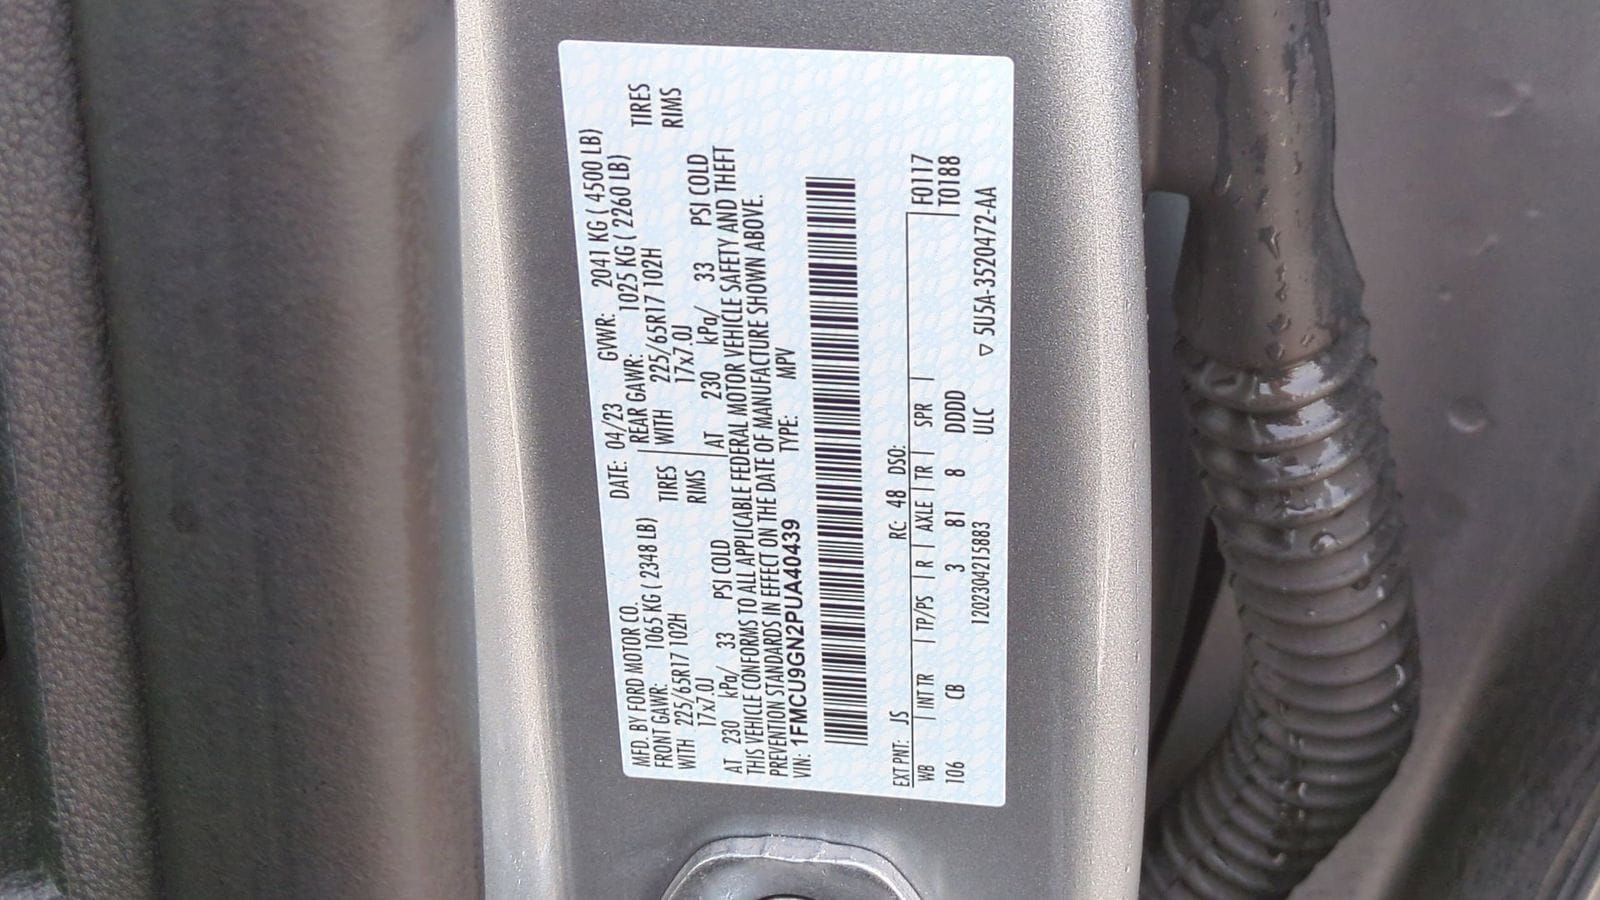 MFD. BY FORD MOTOR CO. DATE: 04/23 GVWR: 2041 KG ( 4500 LB)
FRONT GAWR: 1065 KG ( 2348 LB) REAR GAWR: 1025 KG ( 2260 LB)
WITH 225/65R17 102H TIRES WITH 225/65R17 102H TIRES
17x7.0J RIMS 17x7.0J RIMS
AT 230 kPa/ 33 PSI COLD AT 230 kPa/ 33 PSI COLD
THIS VEHICLE CONFORMS TO ALL APPLICABLE FEDERAL MOTOR VEHICLE SAFETY AND THEFT
PREVENTION STANDARDS IN EFFECT ON THE DATE OF MANUFACTURE SHOWN ABOVE.
VIN: 1FMCU9GN2PUA40439 TYPE: MPV
EXT PNT: JS RC: 48 DSO: F0117
WB | INT TR | TP/PS | R | AXLE | TR | SPR | T0188
106 CB 3 81 8 DDDD
1202304215883 ULC ▽ 5U5A-3520472-AA